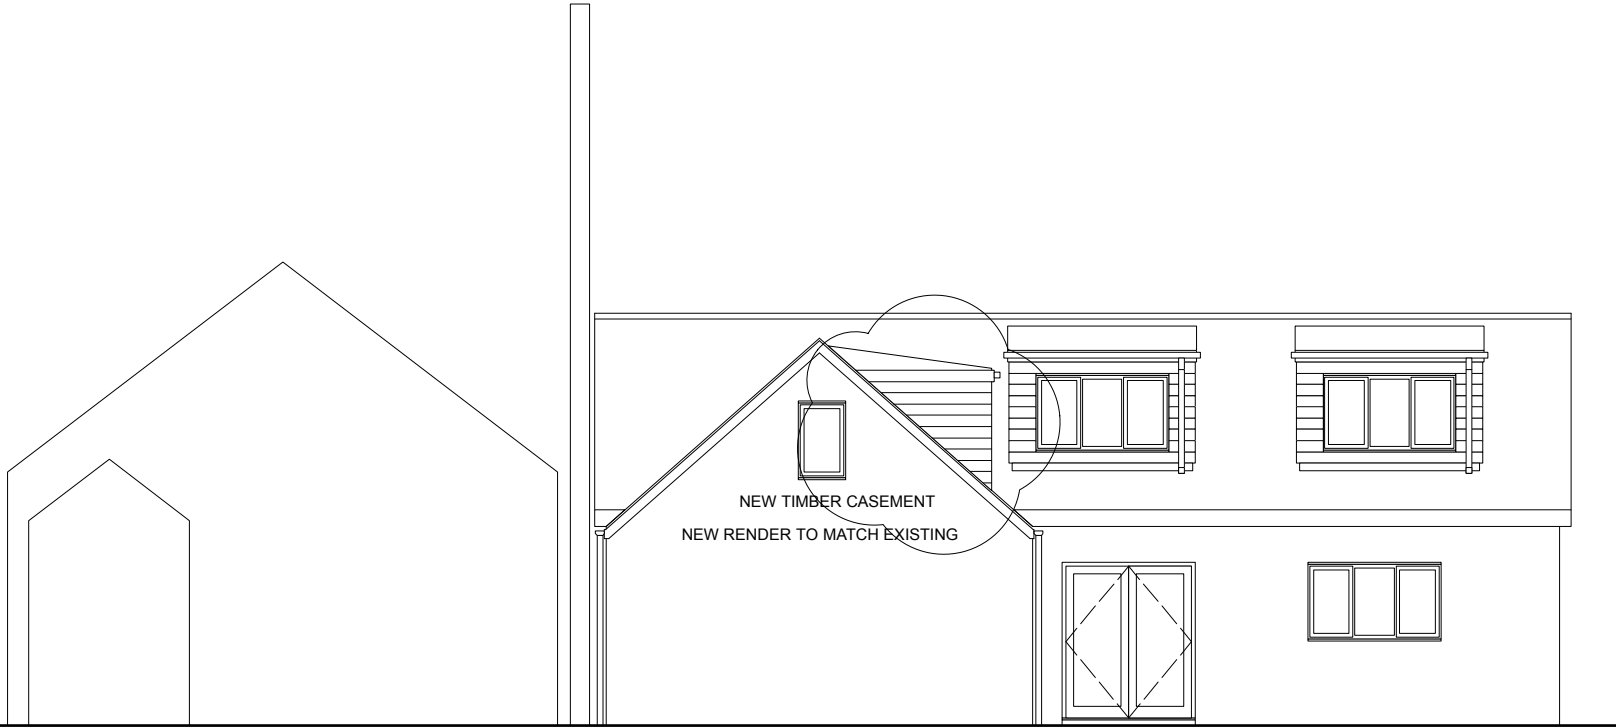 NEW TIMBER CASEMENT
NEW RENDER TO MATCH EXISTING